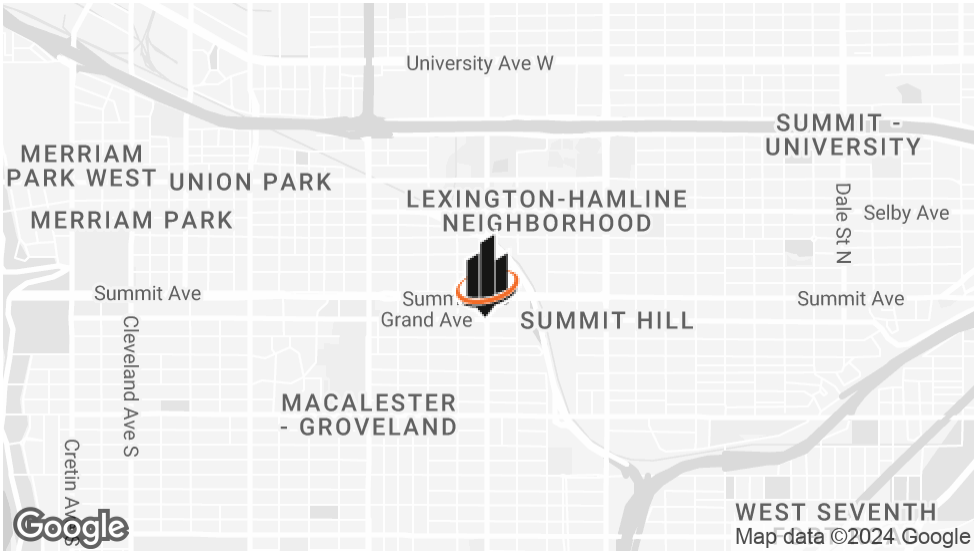 University Ave W
SUMMIT -
UNIVERSITY
MERRIAM
PARK WEST
UNION PARK
LEXINGTON-HAMLINE
NEIGHBORHOOD
MERRIAM PARK
Dale St N
Selby Ave
Summit Ave
Summit Ave
Grand Ave
SUMMIT HILL
Cleveland Ave S
MACALESTER
- GROVELAND
Cretin Ave S
WEST SEVENTH
Google
Map data ©2024 Google